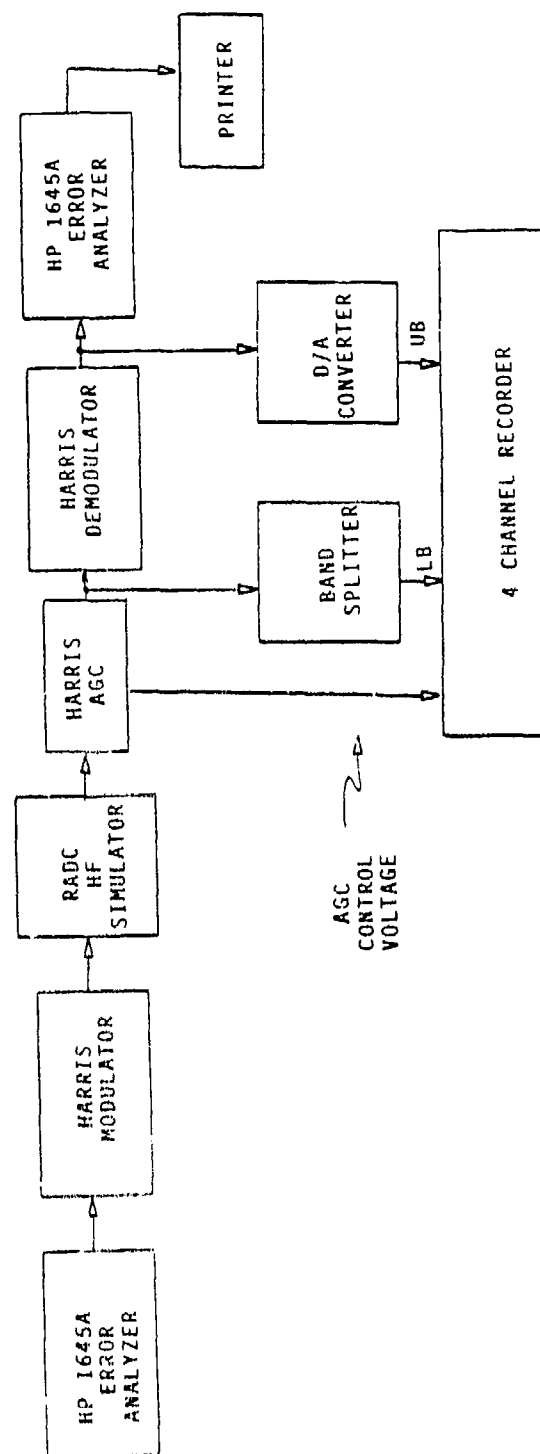 HP 1645A
ERROR
ANALYZER
HARRIS
MODULATOR
RADC
HF
SIMULATOR
HARRIS
AGC
HARRIS
DEMODULATOR
HP 1645A
ERROR
ANALYZER
PRINTER
AGC
CONTROL
VOLTAGE
BAND
SPLITTER
LB
D/A
CONVERTER
UB
4 CHANNEL RECORDER